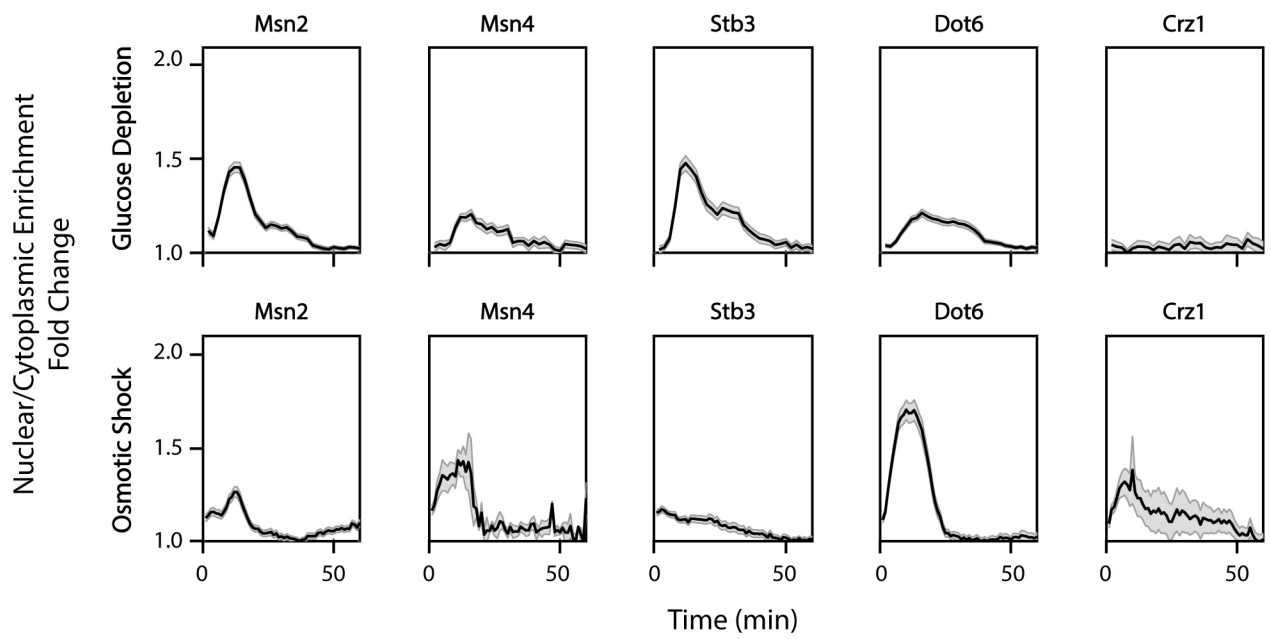 Nuclear/Cytoplasmic Enrichment
Fold Change
Glucose Depletion
Msn2 Msn4 Stb3 Dot6 Crz1
2.0
1.5
1.0
Osmotic Shock
Msn2 Msn4 Stb3 Dot6 Crz1
2.0
1.5
1.0
0 50 0 50 0 50 0 50 0 50
Time (min)